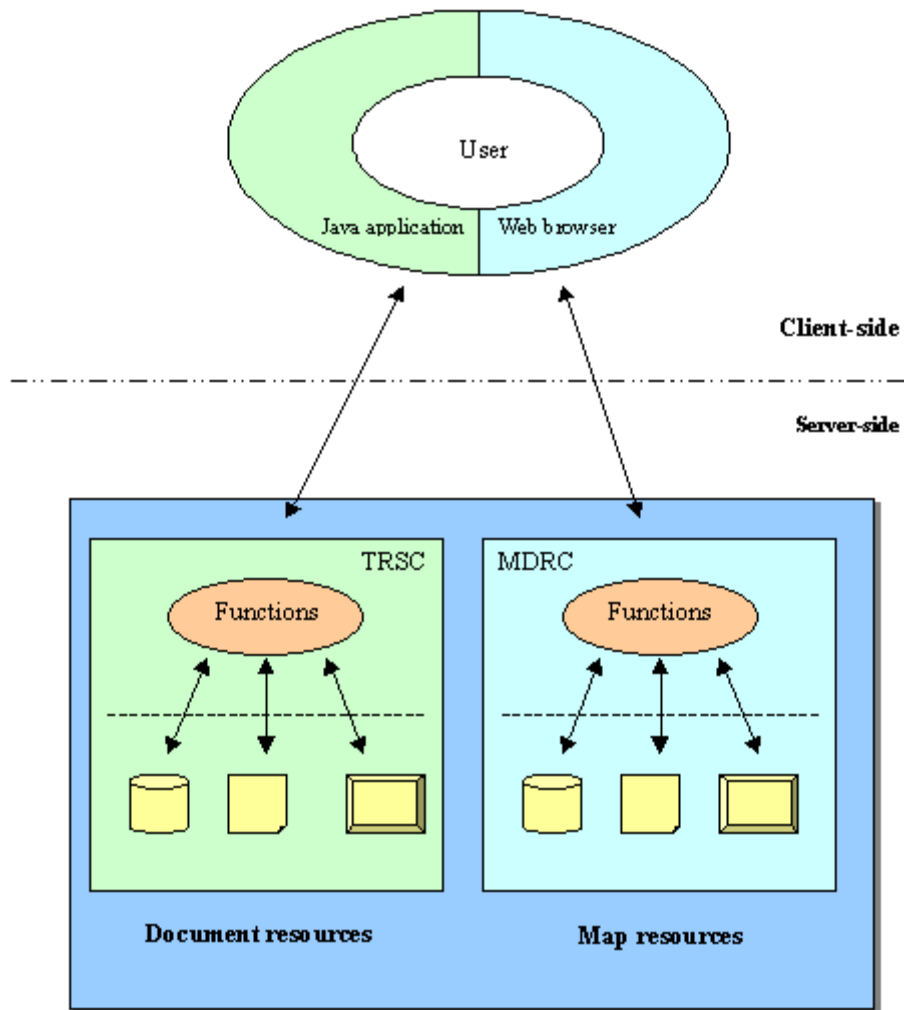 User
Java application
Web browser
Client-side
Server-side
TRSC
MDRC
Functions
Functions
Document resources
Map resources